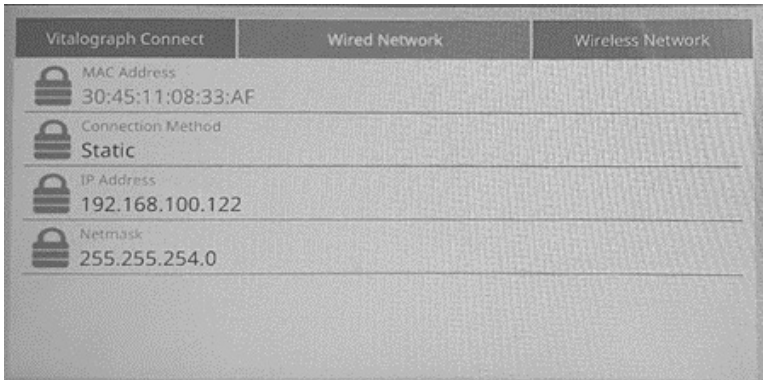 Vitalograph Connect Wired Network Wireless Network
MAC Address
30:45:11:08:33:AF
Connection Method
Static
IP Address
192.168.100.122
Netmask
255.255.254.0